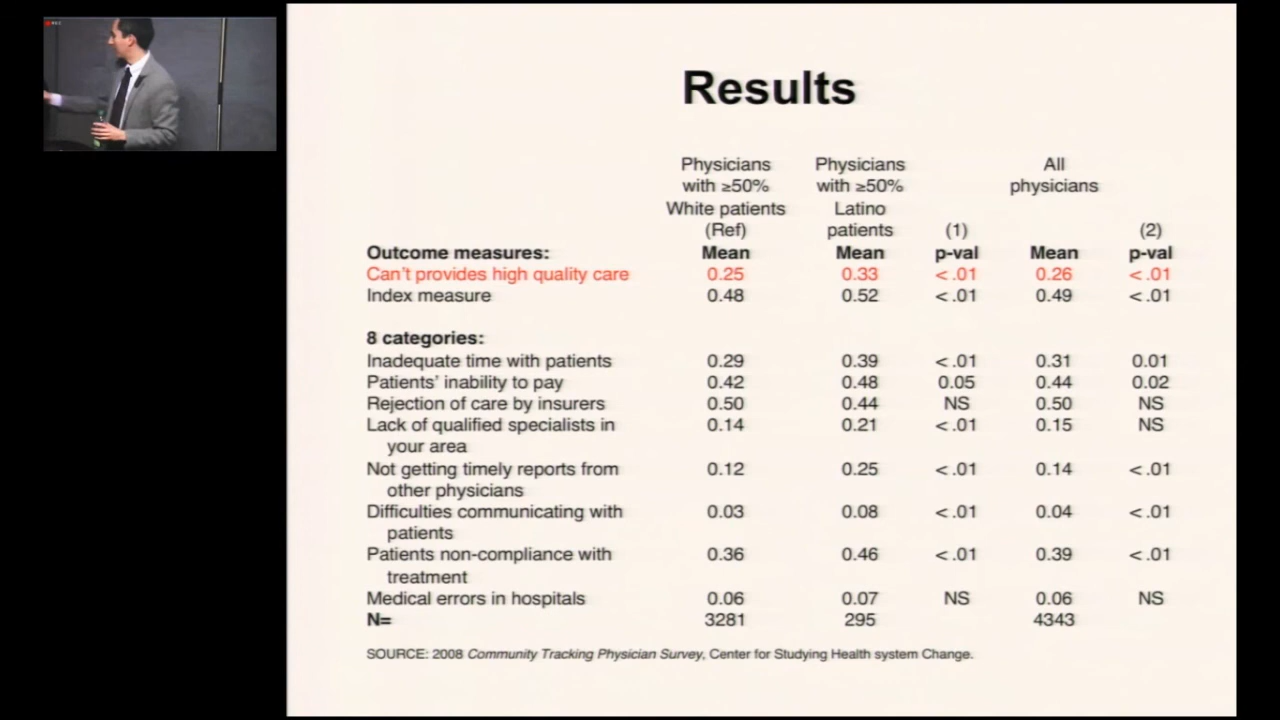 Results
Physicians with ≥50% White patients (Ref) Physicians with ≥50% Latino patients (1) All physicians (2)
Outcome measures: Mean Mean p-val Mean p-val
Can't provides high quality care 0.25 0.33 <.01 0.26 <.01
Index measure 0.48 0.52 <.01 0.49 <.01
8 categories:
Inadequate time with patients 0.29 0.39 <.01 0.31 0.01
Patients' inability to pay 0.42 0.48 0.05 0.44 0.02
Rejection of care by insurers 0.50 0.44 NS 0.50 NS
Lack of qualified specialists in 0.14 0.21 <.01 0.15 NS
your area
Not getting timely reports from 0.12 0.25 <.01 0.14 <.01
other physicians
Difficulties communicating with 0.03 0.08 <.01 0.04 <.01
patients
Patients non-compliance with 0.36 0.46 <.01 0.39 <.01
treatment
Medical errors in hospitals 0.06 0.07 NS 0.06 NS
N= 3281 295 4343
SOURCE: 2008 Community Tracking Physician Survey, Center for Studying Health system Change.